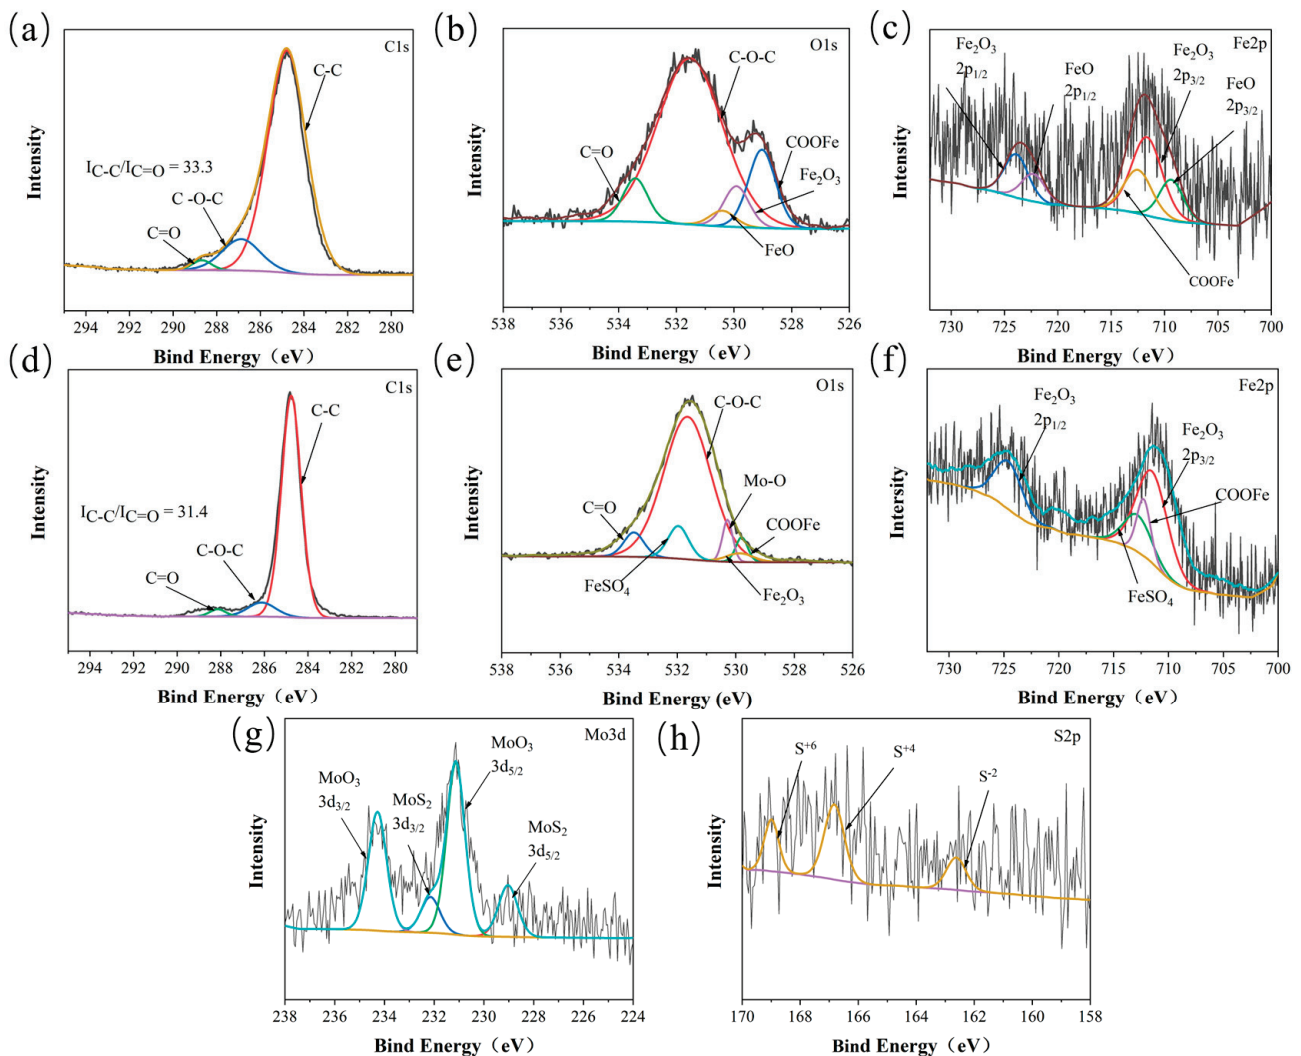 (a)
C1s
C-C
I_C-C/I_C=O = 33.3
C -O-C
C=O
Intensity
294 292 290 288 286 284 282 280
Bind Energy (eV)
(b)
O1s
C-O-C
COOFe
C=O
Fe2O3
FeO
Intensity
538 536 534 532 530 528 526
Bind Energy (eV)
(c)
Fe2p
Fe2O3
2p1/2
FeO
2p1/2
Fe2O3
2p3/2
FeO
2p3/2
COOFe
Intensity
730 725 720 715 710 705 700
Bind Energy (eV)
(d)
C1s
C-C
I_C-C/I_C=O = 31.4
C-O-C
C=O
Intensity
294 292 290 288 286 284 282 280
Bind Energy (eV)
(e)
O1s
C-O-C
Mo-O
C=O
COOFe
FeSO4
Fe2O3
Intensity
538 536 534 532 530 528 526
Bind Energy (eV)
(f)
Fe2p
Fe2O3
2p1/2
Fe2O3
2p3/2
COOFe
FeSO4
Intersity
730 725 720 715 710 705 700
Bind Energy (eV)
(g)
Mo3d
MoO3
3d5/2
MoO3
3d3/2
MoS2
3d3/2
MoS2
3d5/2
Intensity
238 236 234 232 230 228 226 224
Bind Energy (eV)
(h)
S2p
S+6
S+4
S-2
Intensity
170 168 166 164 162 160 158
Bind Energy (eV)